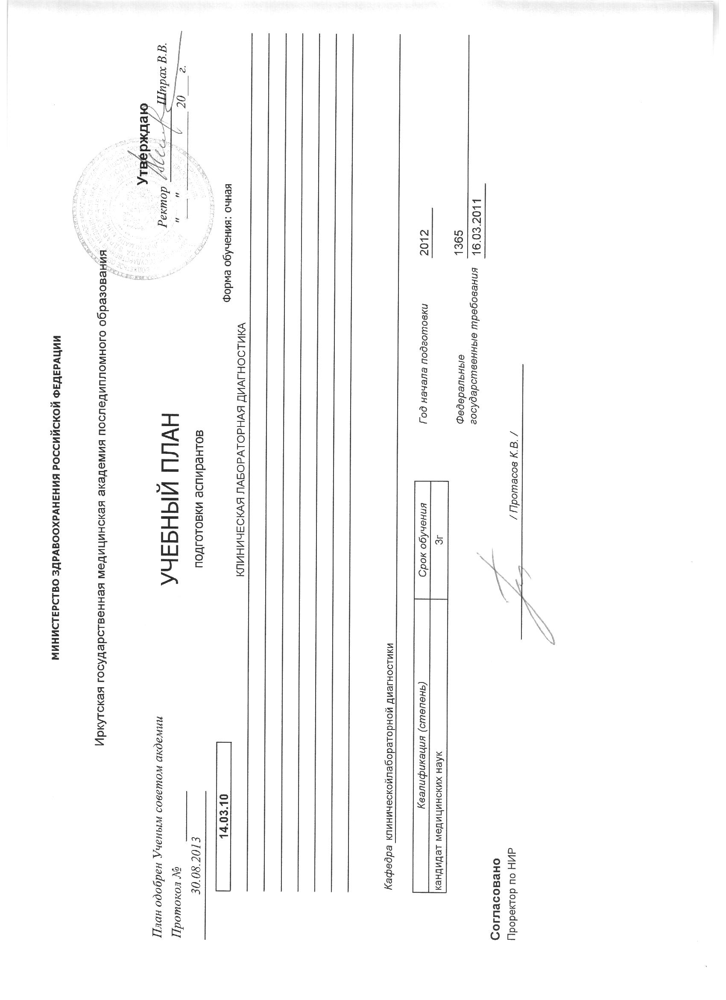 МИНИСТЕРСТВО ЗДРАВООХРАНЕНИЯ РОССИЙСКОЙ ФЕДЕРАЦИИ
Иркутская государственная медицинская академия последипломного образования
Утверждаю
План одобрен Ученым советом акдемии
УЧЕБНЫЙ ПЛАН
Ректор Шпрах В.В.
Протокол №
" " 20 г.
30.08.2013
подготовки аспирантов
14.03.10
Форма обучения: очная
КЛИНИЧЕСКАЯ ЛАБОРАТОРНАЯ ДИАГНОСТИКА
Кафедра клиническойлабораторной диагностики
Квалификация (степень) Срок обучения
Год начала подготовки 2012
кандидат медицинских наук 3г
Федеральные 1365
государственные требования 16.03.2011
Согласовано
Проректор по НИР / Протасов К.В. /